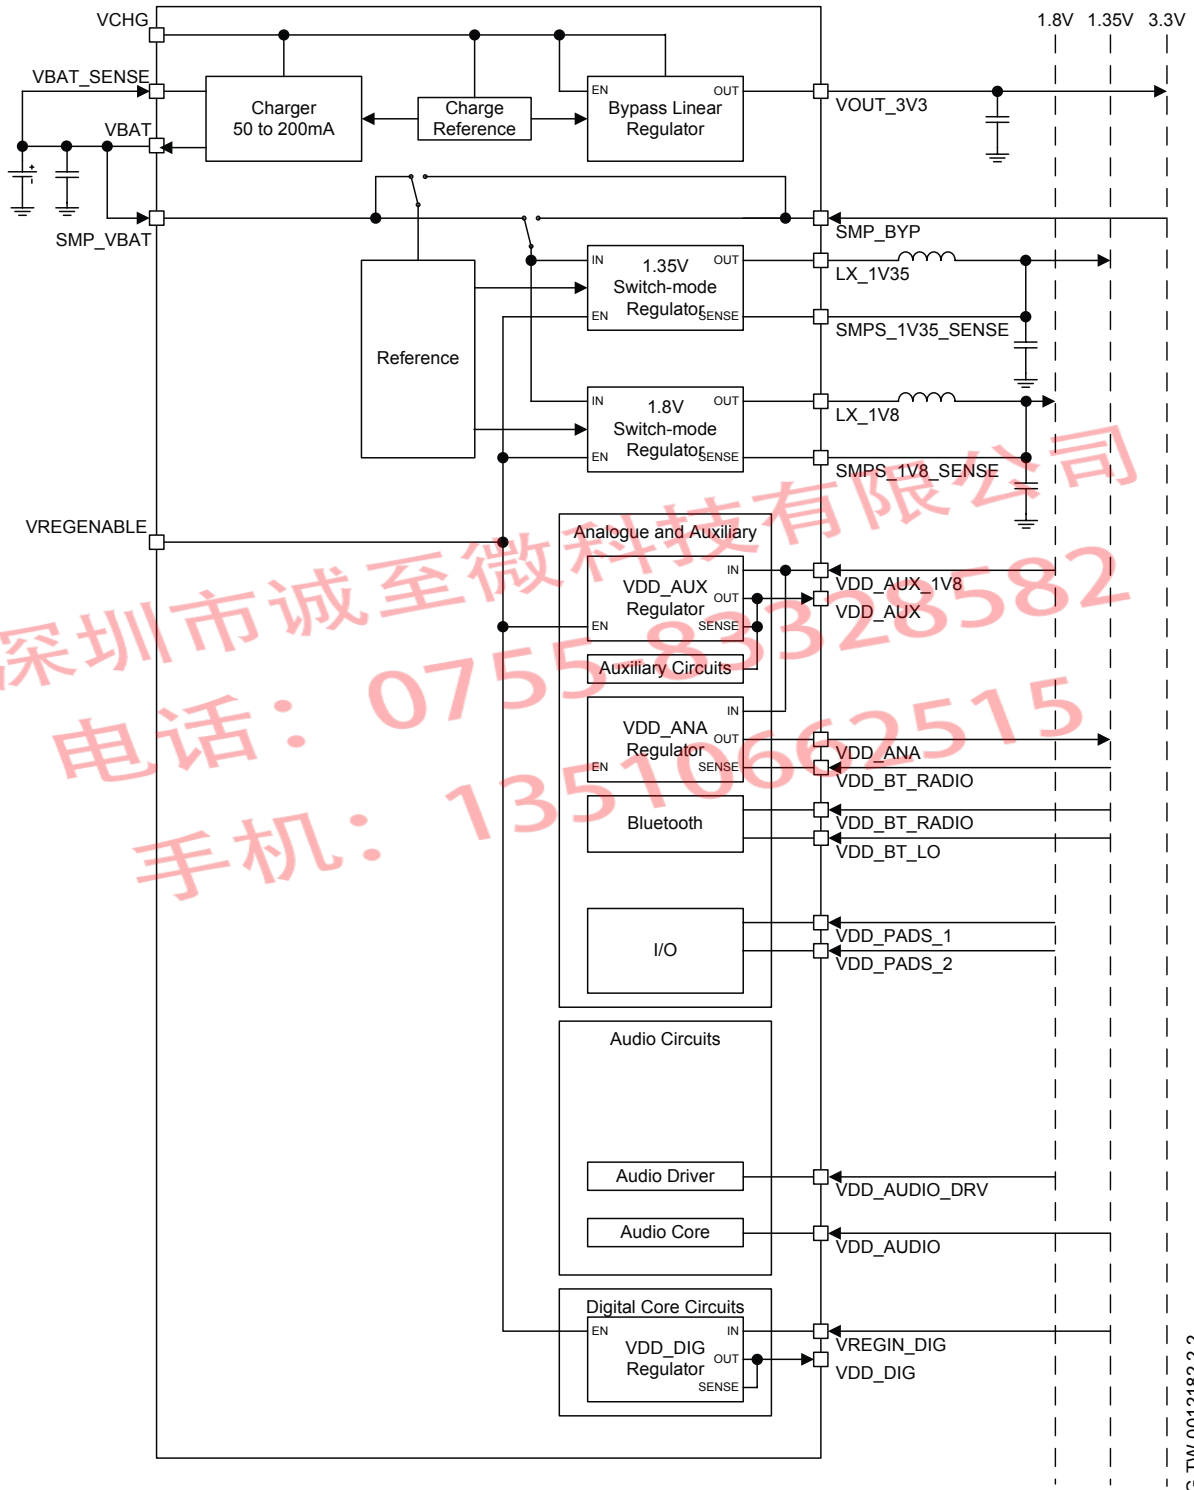 VCHG
1.8V 1.35V 3.3V
VBAT_SENSE
EN
OUT
Charger
50 to 200mA
Charge
Reference
Bypass Linear
Regulator
VOUT_3V3
VBAT
+
-
SMP_VBAT
SMP_BYP
IN
OUT
1.35V
Switch-mode
Regulator
EN
SENSE
LX_1V35
SMPS_1V35_SENSE
Reference
IN
OUT
1.8V
Switch-mode
Regulator
EN
SENSE
LX_1V8
SMPS_1V8_SENSE
VREGENABLE
Analogue and Auxiliary
IN
VDD_AUX
Regulator
OUT
EN
SENSE
VDD_AUX_1V8
VDD_AUX
Auxiliary Circuits
IN
VDD_ANA
Regulator
OUT
EN
SENSE
VDD_ANA
VDD_BT_RADIO
Bluetooth
VDD_BT_RADIO
VDD_BT_LO
I/O
VDD_PADS_1
VDD_PADS_2
Audio Circuits
Audio Driver
VDD_AUDIO_DRV
Audio Core
VDD_AUDIO
Digital Core Circuits
EN
IN
VDD_DIG
Regulator
OUT
SENSE
VREGIN_DIG
VDD_DIG
深圳市诚至微科技有限公司
电话：0755-83328582
手机：13510662515